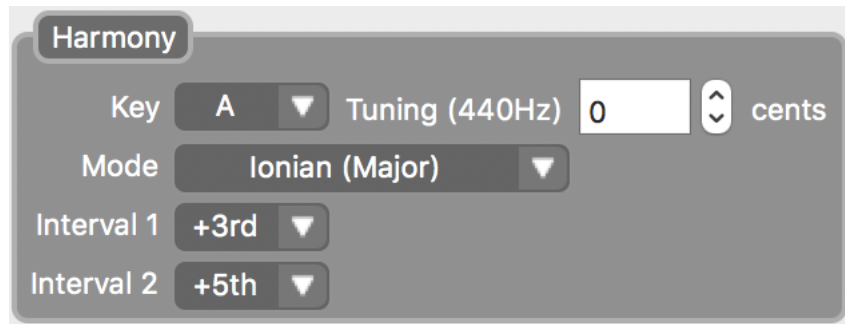 Harmony
Key A Tuning (440Hz) 0 cents
Mode Ionian (Major)
Interval 1 +3rd
Interval 2 +5th